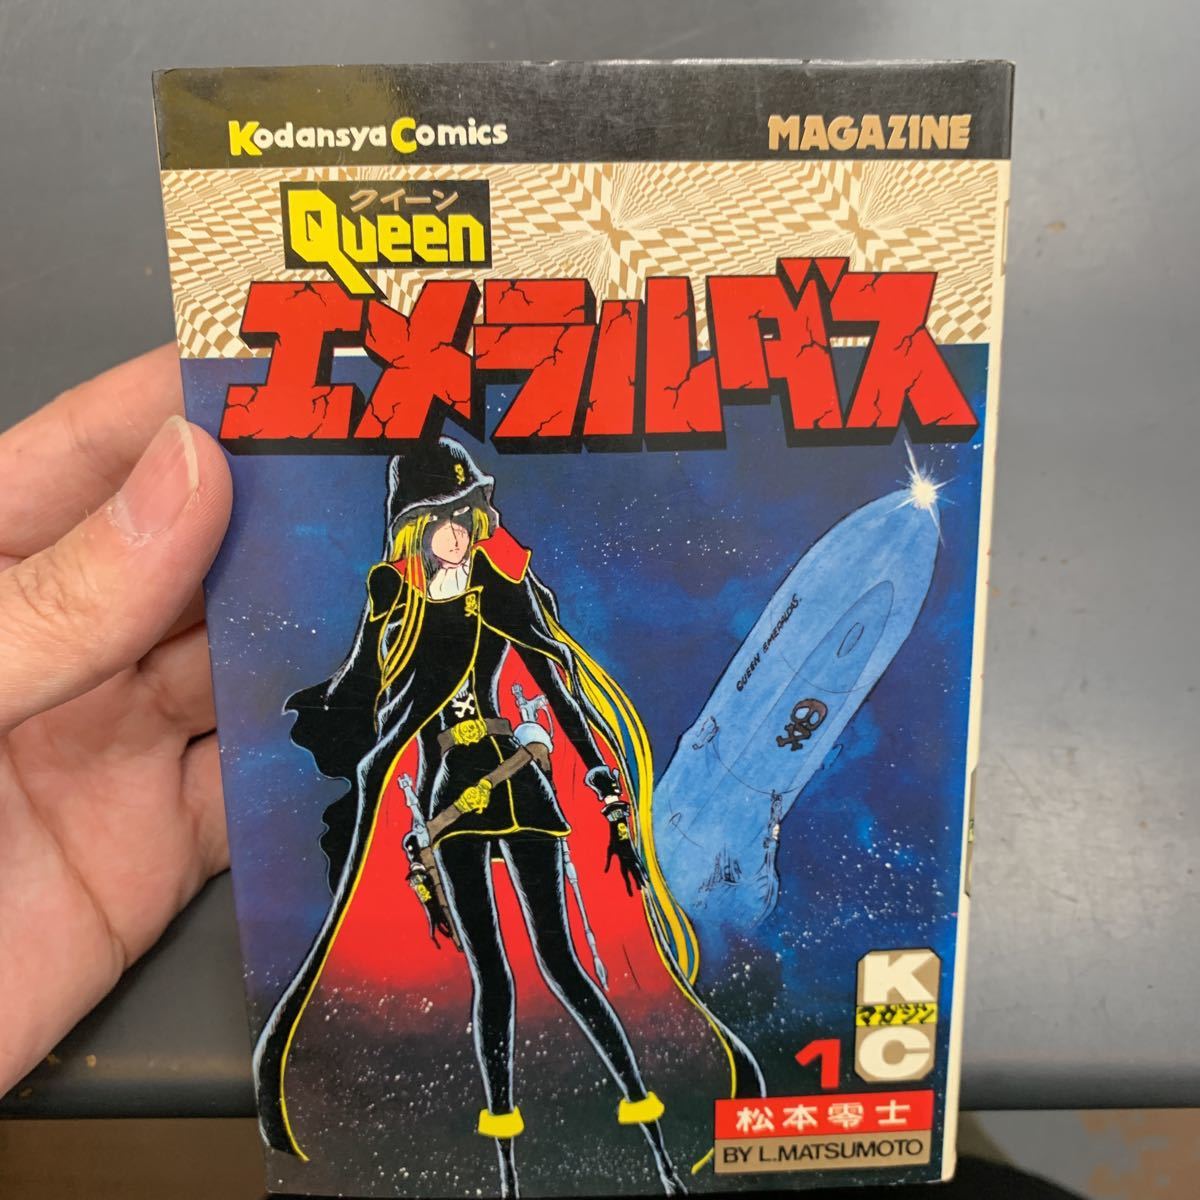 Kodansya Comics
MAGAZINE
クイーン
Queen
エメラルダス
QUEEN EMERALDAS.
K
マガジン
C
1
松本零士
BY L.MATSUMOTO